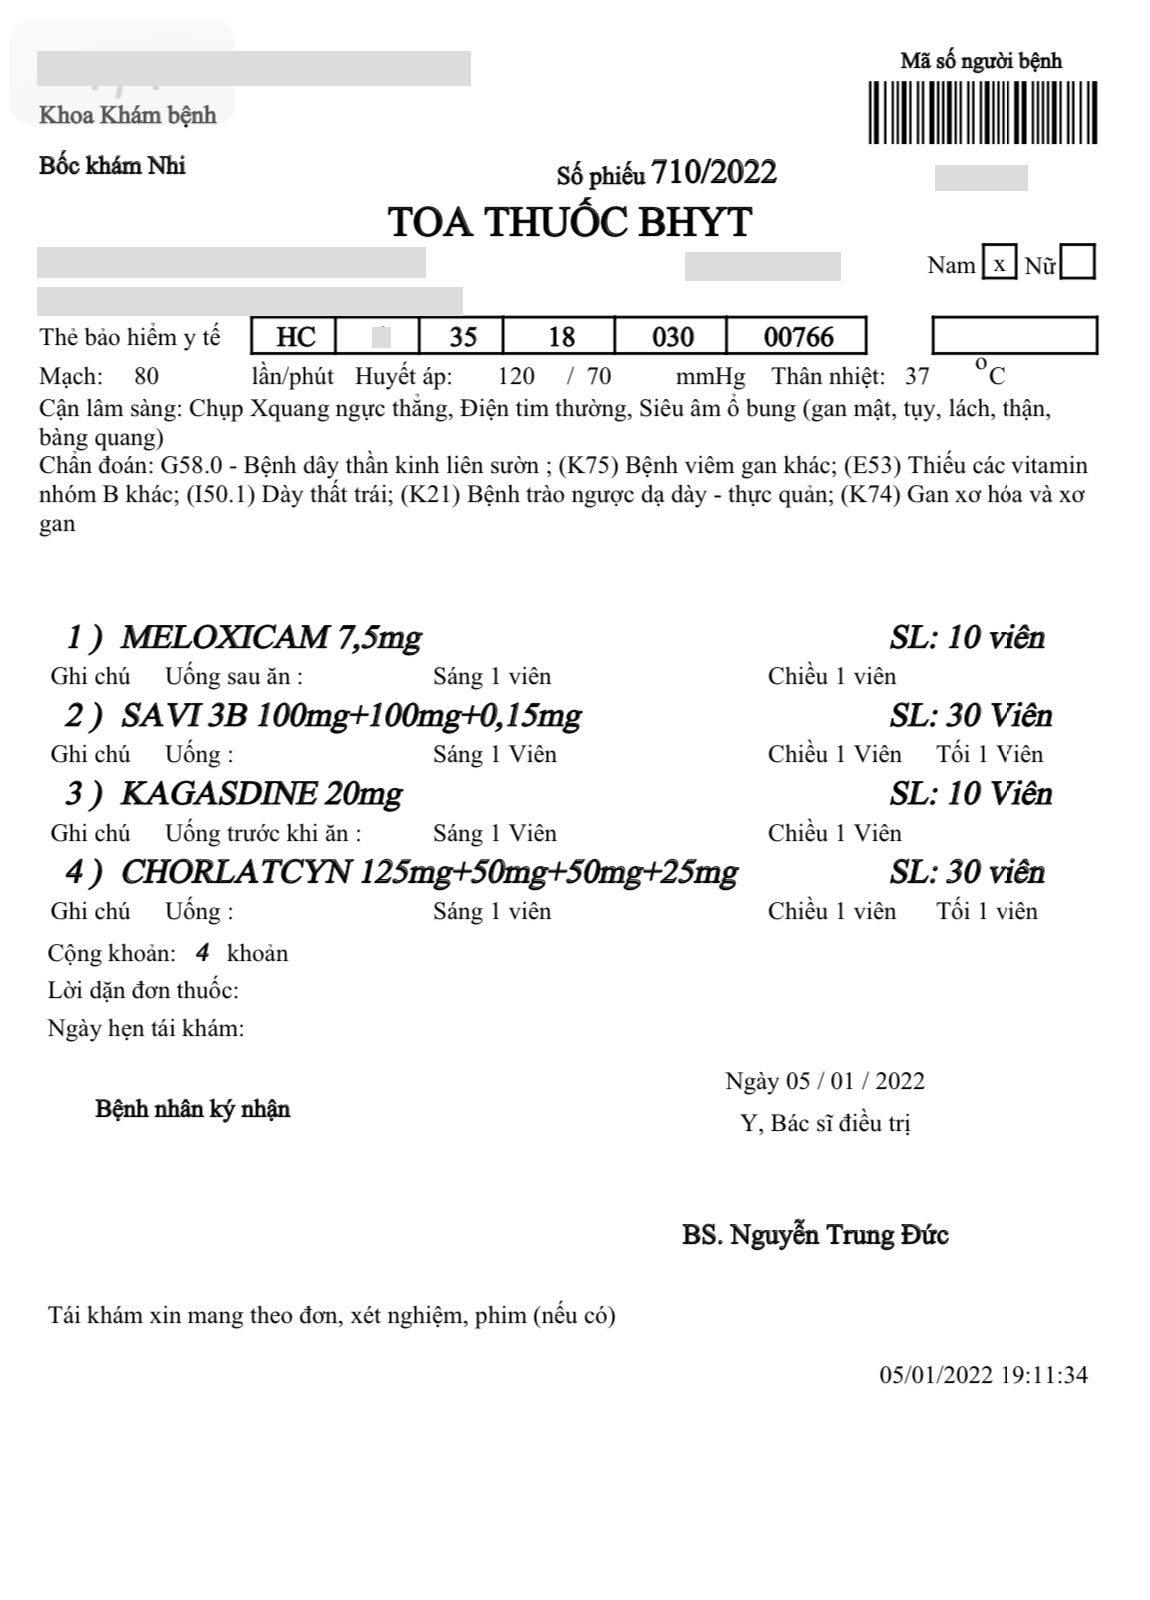 Mã số người bệnh
Khoa Khám bệnh
Bốc khám Nhi
Số phiếu 710/2022
TOA THUỐC BHYT
Nam x Nữ
Thẻ bảo hiểm y tế HC 35 18 030 00766
Mạch: 80 lần/phút Huyết áp: 120 / 70 mmHg Thân nhiệt: 37 °C
Cận lâm sàng: Chụp Xquang ngực thẳng, Điện tim thường, Siêu âm ổ bung (gan mật, tụy, lách, thận,
bàng quang)
Chẩn đoán: G58.0 - Bệnh dây thần kinh liên sườn ; (K75) Bệnh viêm gan khác; (E53) Thiếu các vitamin
nhóm B khác; (I50.1) Dày thất trái; (K21) Bệnh trào ngược dạ dày - thực quản; (K74) Gan xơ hóa và xơ
gan
1 ) MELOXICAM 7,5mg SL: 10 viên
Ghi chú Uống sau ăn : Sáng 1 viên Chiều 1 viên
2 ) SAVI 3B 100mg+100mg+0,15mg SL: 30 Viên
Ghi chú Uống : Sáng 1 Viên Chiều 1 Viên Tối 1 Viên
3 ) KAGASDINE 20mg SL: 10 Viên
Ghi chú Uống trước khi ăn : Sáng 1 Viên Chiều 1 Viên
4 ) CHORLATCYN 125mg+50mg+50mg+25mg SL: 30 viên
Ghi chú Uống : Sáng 1 viên Chiều 1 viên Tối 1 viên
Cộng khoản: 4 khoản
Lời dặn đơn thuốc:
Ngày hẹn tái khám:
Ngày 05 / 01 / 2022
Bệnh nhân ký nhận
Y, Bác sĩ điều trị
BS. Nguyễn Trung Đức
Tái khám xin mang theo đơn, xét nghiệm, phim (nếu có)
05/01/2022 19:11:34